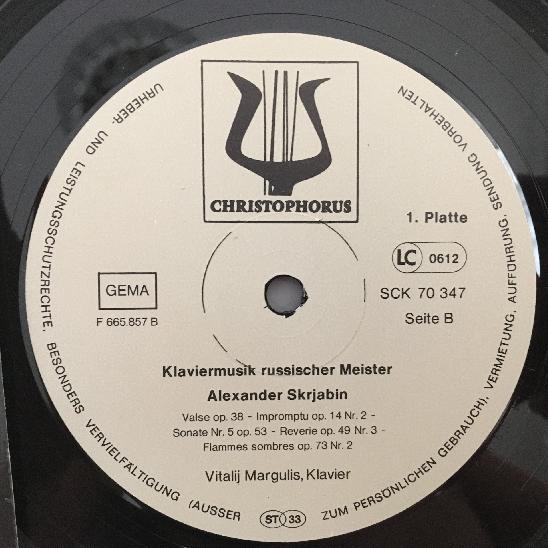 CHRISTOPHORUS
1. Platte
LC 0612
GEMA
SCK 70 347
F 665.857 B
Seite B
Klaviermusik russischer Meister
Alexander Skrjabin
Valse op. 38 - Impromptu op. 14 Nr. 2 -
Sonate Nr. 5 op. 53 - Reverie op. 49 Nr. 3 -
Flammes sombres op. 73 Nr. 2
Vitalij Margulis, Klavier
ST 33
URHEBER- UND LEISTUNGSSCHUTZRECHTE, BESONDERS VERVIELFÄLTIGUNG (AUSSER ZUM PERSÖNLICHEN GEBRAUCH), VERMIETUNG, AUFFÜHRUNG, SENDUNG VORBEHALTEN